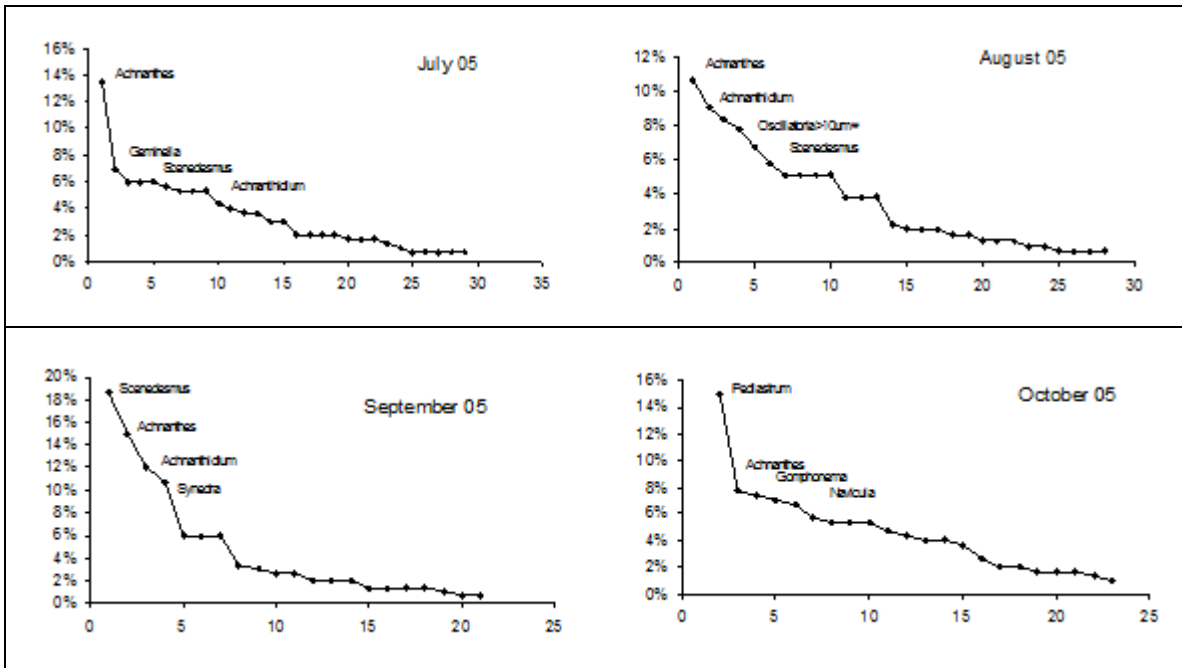 July 05
16%
14%
12%
10%
8%
6%
4%
2%
0%
Achnanthes
Geminella
Scenedesmus
Achnanthidium
0 5 10 15 20 25 30 35
August 05
12%
10%
8%
6%
4%
2%
0%
Achnanthes
Achnanthidium
Oscillatoria>10um*
Scenedesmus
0 5 10 15 20 25 30
September 05
20%
18%
16%
14%
12%
10%
8%
6%
4%
2%
0%
Scenedesmus
Achnanthes
Achnanthidium
Synedra
0 5 10 15 20 25
October 05
16%
14%
12%
10%
8%
6%
4%
2%
0%
Pediastrum
Achnanthes
Gomphonema
Navicula
0 5 10 15 20 25